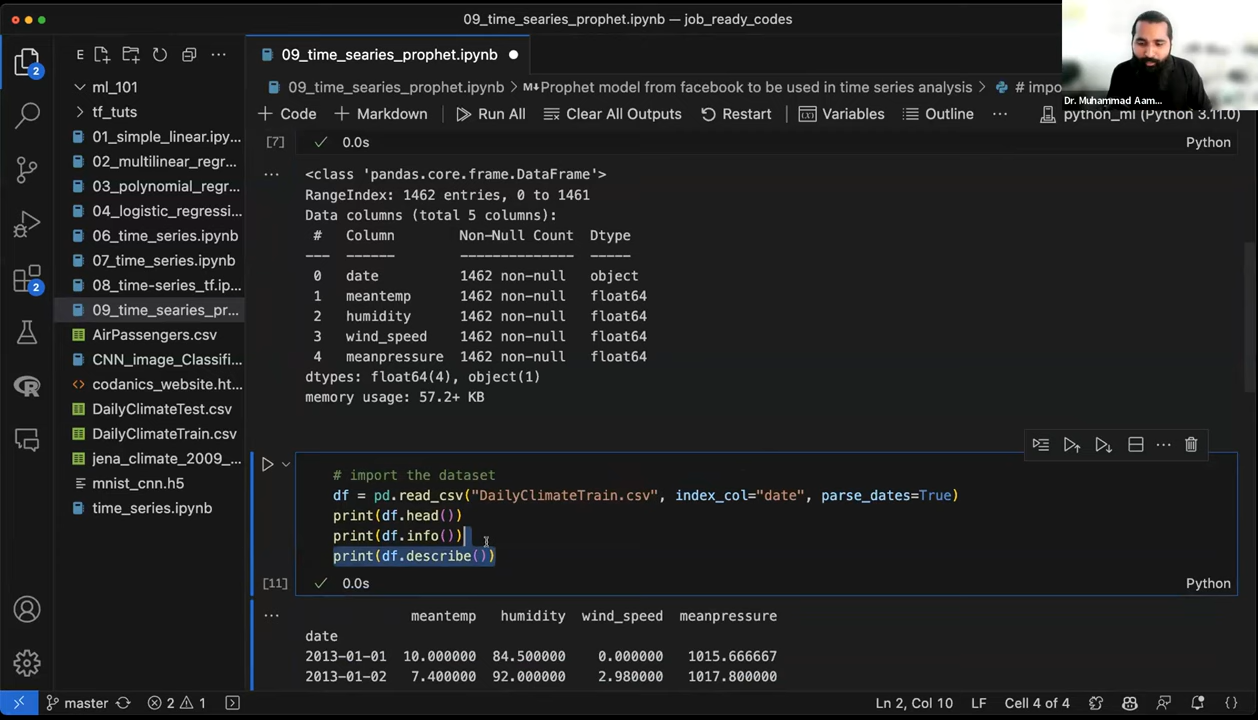 09_time_searies_prophet.ipynb — job_ready_codes
Dr. Muhammad Aam...
E
09_time_searies_prophet.ipynb
2
ml_101
09_time_searies_prophet.ipynb > M↓Prophet model from facebook to be used in time series analysis > # impo
tf_tuts
+ Code + Markdown Run All Clear All Outputs Restart Variables Outline ... python_ml (Python 3.11.0)
01_simple_linear.ipy...
02_multilinear_regr...
03_polynomial_regr...
04_logistic_regressi...
06_time_series.ipynb
07_time_series.ipynb
08_time-series_tf.ip...
09_time_searies_pr...
AirPassengers.csv
CNN_image_Classifi...
codanics_website.ht...
DailyClimateTest.csv
DailyClimateTrain.csv
jena_climate_2009_...
mnist_cnn.h5
time_series.ipynb
2
[7] 0.0s Python
<class 'pandas.core.frame.DataFrame'>
RangeIndex: 1462 entries, 0 to 1461
Data columns (total 5 columns):
# Column Non-Null Count Dtype
--- ------ -------------- -----
0 date 1462 non-null object
1 meantemp 1462 non-null float64
2 humidity 1462 non-null float64
3 wind_speed 1462 non-null float64
4 meanpressure 1462 non-null float64
dtypes: float64(4), object(1)
memory usage: 57.2+ KB
# import the dataset
df = pd.read_csv("DailyClimateTrain.csv", index_col="date", parse_dates=True)
print(df.head())
print(df.info())
print(df.describe())
[11] 0.0s Python
meantemp humidity wind_speed meanpressure
date
2013-01-01 10.000000 84.500000 0.000000 1015.666667
2013-01-02 7.400000 92.000000 2.980000 1017.800000
master 2 1 Ln 2, Col 10 LF Cell 4 of 4